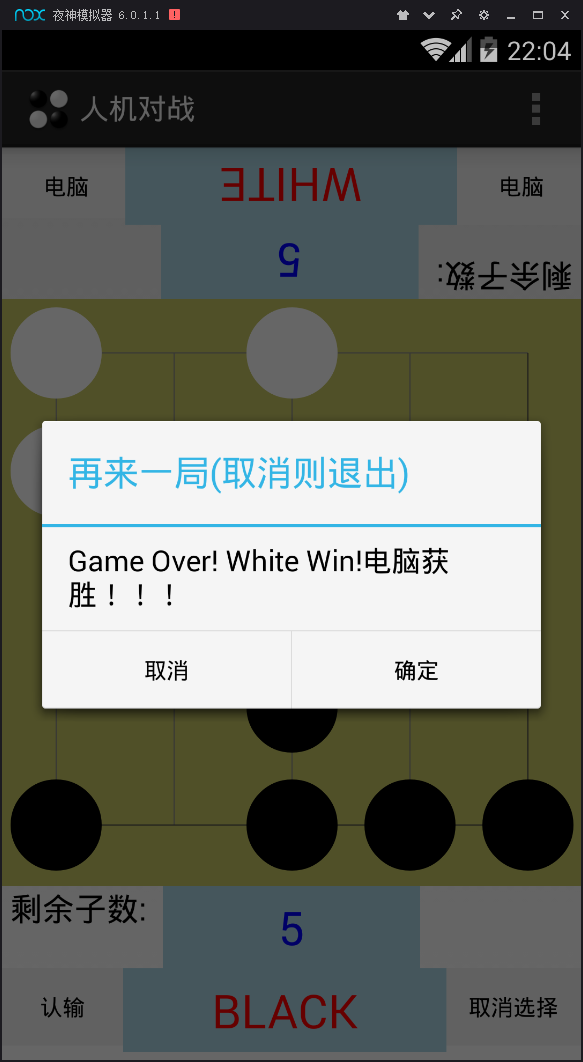 nox 夜神模拟器 6.0.1.1
22:04
人机对战
电脑 WHITE 电脑
5 剩余子数:
再来一局(取消则退出)
Game Over! White Win!电脑获
胜！！！
取消 确定
剩余子数: 5
认输 BLACK 取消选择